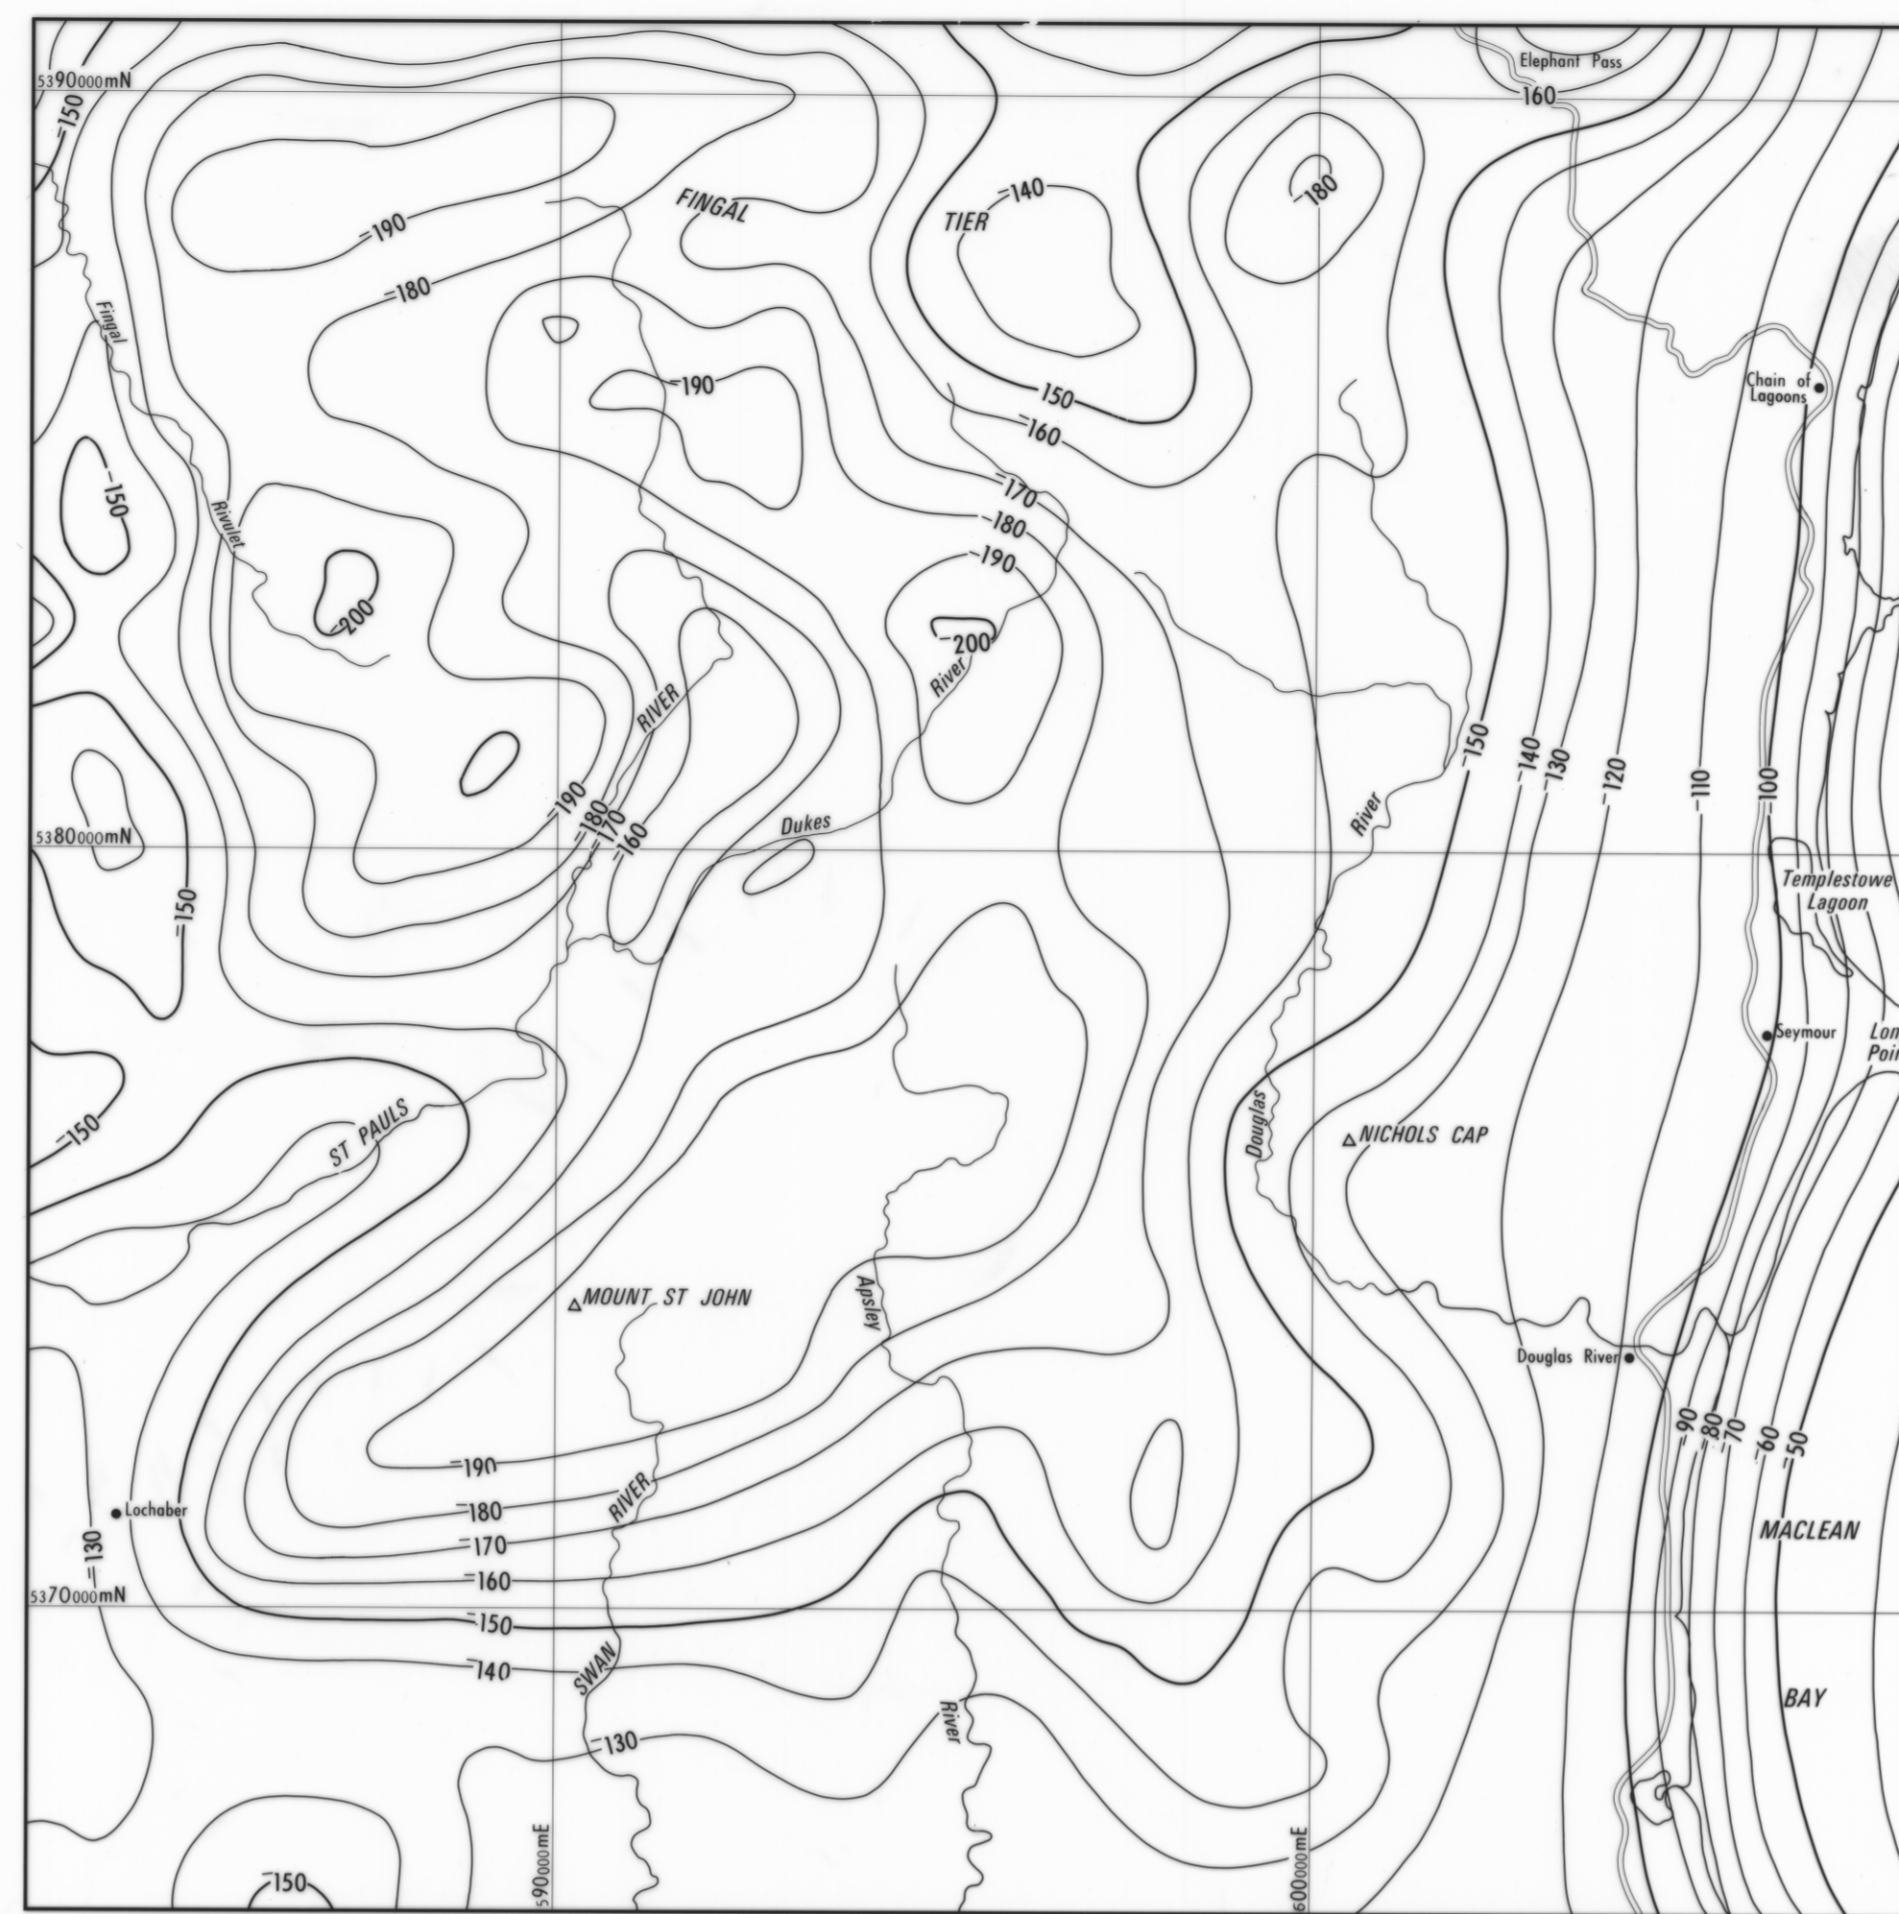 Elephant Pass
5390000mN
-160
-150
-180
-140
FINGAL
TIER
-190
-180
Fingal
Chain of
Lagoons
-190
150
-160
-170
-150
-180
Rivulet
-190
-200
-200
River
RIVER
-150
-140
-130
-120
-110
-100
-190
River
-180
-170
Dukes
5380000mN
-160
Templestowe
Lagoon
-150
Seymour
ST PAULS
Douglas
-150
NICHOLS CAP
MOUNT ST JOHN
Apsley
Douglas River
-90
-80
-70
-60
-50
-190
RIVER
-180
Lochaber
MACLEAN
-170
-130
-160
5370000mN
-150
-140
SWAN
BAY
River
-130
590000mE
600000mE
-150